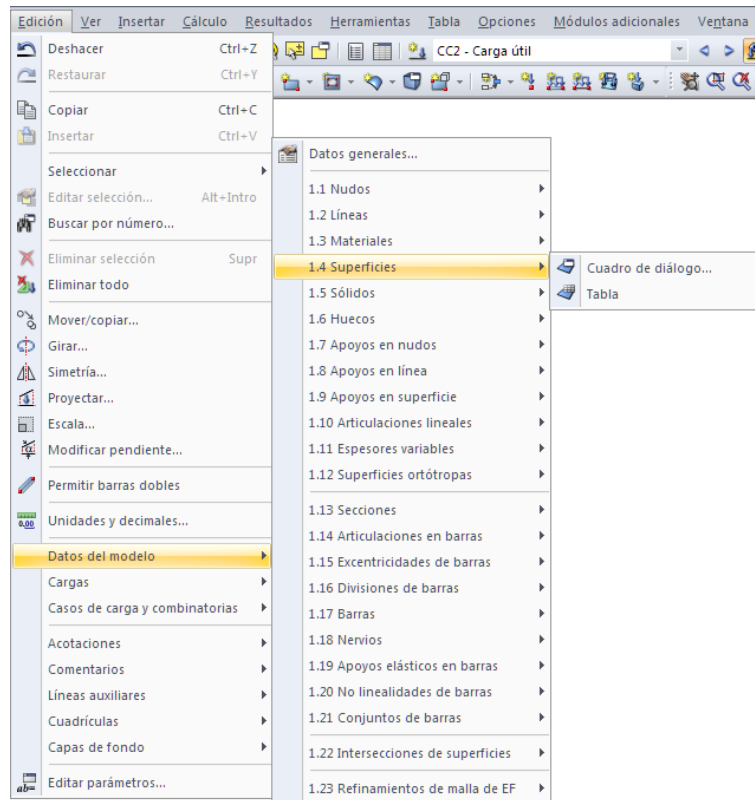 Edición Ver Insertar Cálculo Resultados Herramientas Tabla Opciones Módulos adicionales Ventana
CC2 - Carga útil
Deshacer Ctrl+Z
Restaurar Ctrl+Y
Copiar Ctrl+C
Insertar Ctrl+V
Seleccionar
Editar selección... Alt+Intro
Buscar por número...
Eliminar selección Supr
Eliminar todo
Mover/copiar...
Girar...
Simetría...
Proyectar...
Escala...
Modificar pendiente...
Permitir barras dobles
0,00 Unidades y decimales...
Datos del modelo
Cargas
Casos de carga y combinatorias
Acotaciones
Comentarios
Líneas auxiliares
Cuadrículas
Capas de fondo
ab= Editar parámetros...
Datos generales...
1.1 Nudos
1.2 Líneas
1.3 Materiales
1.4 Superficies
1.5 Sólidos
1.6 Huecos
1.7 Apoyos en nudos
1.8 Apoyos en línea
1.9 Apoyos en superficie
1.10 Articulaciones lineales
1.11 Espesores variables
1.12 Superficies ortótropas
1.13 Secciones
1.14 Articulaciones en barras
1.15 Excentricidades de barras
1.16 Divisiones de barras
1.17 Barras
1.18 Nervios
1.19 Apoyos elásticos en barras
1.20 No linealidades de barras
1.21 Conjuntos de barras
1.22 Intersecciones de superficies
1.23 Refinamientos de malla de EF
Cuadro de diálogo...
Tabla